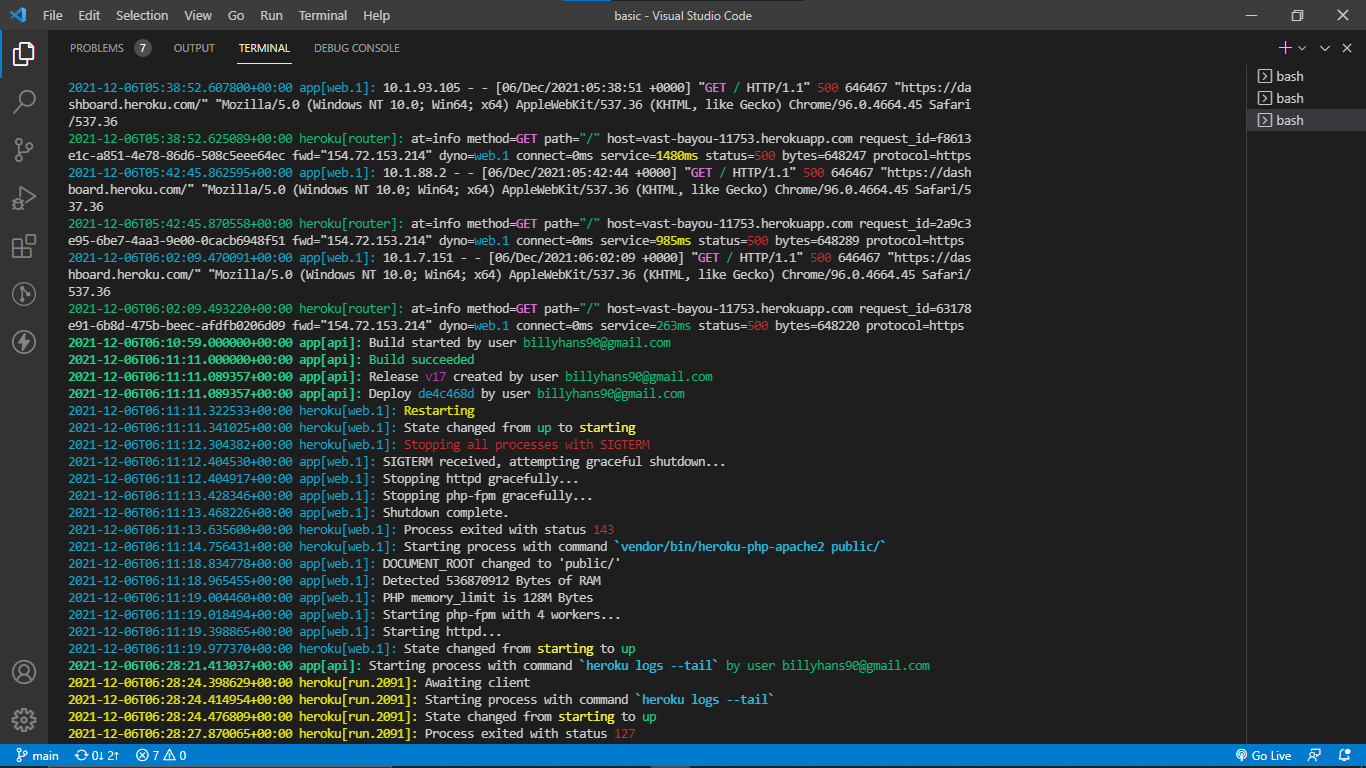 File Edit Selection View Go Run Terminal Help
basic - Visual Studio Code
PROBLEMS 7 OUTPUT TERMINAL DEBUG CONSOLE
bash
bash
bash
2021-12-06T05:38:52.607800+00:00 app[web.1]: 10.1.93.105 - - [06/Dec/2021:05:38:51 +0000] "GET / HTTP/1.1" 500 646467 "https://da
shboard.heroku.com/" "Mozilla/5.0 (Windows NT 10.0; Win64; x64) AppleWebKit/537.36 (KHTML, like Gecko) Chrome/96.0.4664.45 Safari
/537.36
2021-12-06T05:38:52.625089+00:00 heroku[router]: at=info method=GET path="/" host=vast-bayou-11753.herokuapp.com request_id=f8613
e1c-a851-4e78-86d6-508c5eee64ec fwd="154.72.153.214" dyno=web.1 connect=0ms service=1480ms status=500 bytes=648247 protocol=https
2021-12-06T05:42:45.862595+00:00 app[web.1]: 10.1.88.2 - - [06/Dec/2021:05:42:44 +0000] "GET / HTTP/1.1" 500 646467 "https://dash
board.heroku.com/" "Mozilla/5.0 (Windows NT 10.0; Win64; x64) AppleWebKit/537.36 (KHTML, like Gecko) Chrome/96.0.4664.45 Safari/5
37.36
2021-12-06T05:42:45.870558+00:00 heroku[router]: at=info method=GET path="/" host=vast-bayou-11753.herokuapp.com request_id=2a9c3
e95-6be7-4aa3-9e00-0cacb6948f51 fwd="154.72.153.214" dyno=web.1 connect=0ms service=985ms status=500 bytes=648289 protocol=https
2021-12-06T06:02:09.470091+00:00 app[web.1]: 10.1.7.151 - - [06/Dec/2021:06:02:09 +0000] "GET / HTTP/1.1" 500 646467 "https://das
hboard.heroku.com/" "Mozilla/5.0 (Windows NT 10.0; Win64; x64) AppleWebKit/537.36 (KHTML, like Gecko) Chrome/96.0.4664.45 Safari/
537.36
2021-12-06T06:02:09.493220+00:00 heroku[router]: at=info method=GET path="/" host=vast-bayou-11753.herokuapp.com request_id=63178
e91-6b8d-475b-beec-afdfb0206d09 fwd="154.72.153.214" dyno=web.1 connect=0ms service=263ms status=500 bytes=648220 protocol=https
2021-12-06T06:10:59.000000+00:00 app[api]: Build started by user billyhans90@gmail.com
2021-12-06T06:11:11.000000+00:00 app[api]: Build succeeded
2021-12-06T06:11:11.089357+00:00 app[api]: Release v17 created by user billyhans90@gmail.com
2021-12-06T06:11:11.089357+00:00 app[api]: Deploy de4c468d by user billyhans90@gmail.com
2021-12-06T06:11:11.322533+00:00 heroku[web.1]: Restarting
2021-12-06T06:11:11.341025+00:00 heroku[web.1]: State changed from up to starting
2021-12-06T06:11:12.304382+00:00 heroku[web.1]: Stopping all processes with SIGTERM
2021-12-06T06:11:12.404530+00:00 app[web.1]: SIGTERM received, attempting graceful shutdown...
2021-12-06T06:11:12.404917+00:00 app[web.1]: Stopping httpd gracefully...
2021-12-06T06:11:13.428346+00:00 app[web.1]: Stopping php-fpm gracefully...
2021-12-06T06:11:13.468226+00:00 app[web.1]: Shutdown complete.
2021-12-06T06:11:13.635600+00:00 heroku[web.1]: Process exited with status 143
2021-12-06T06:11:14.756431+00:00 heroku[web.1]: Starting process with command `vendor/bin/heroku-php-apache2 public/`
2021-12-06T06:11:18.834778+00:00 app[web.1]: DOCUMENT_ROOT changed to 'public/'
2021-12-06T06:11:18.965455+00:00 app[web.1]: Detected 536870912 Bytes of RAM
2021-12-06T06:11:19.004460+00:00 app[web.1]: PHP memory_limit is 128M Bytes
2021-12-06T06:11:19.018494+00:00 app[web.1]: Starting php-fpm with 4 workers...
2021-12-06T06:11:19.398865+00:00 app[web.1]: Starting httpd...
2021-12-06T06:11:19.977370+00:00 heroku[web.1]: State changed from starting to up
2021-12-06T06:28:21.413037+00:00 app[api]: Starting process with command `heroku logs --tail` by user billyhans90@gmail.com
2021-12-06T06:28:24.398629+00:00 heroku[run.2091]: Awaiting client
2021-12-06T06:28:24.414954+00:00 heroku[run.2091]: Starting process with command `heroku logs --tail`
2021-12-06T06:28:24.476809+00:00 heroku[run.2091]: State changed from starting to up
2021-12-06T06:28:27.870065+00:00 heroku[run.2091]: Process exited with status 127
main 0↓ 2↑ 7 0 Go Live